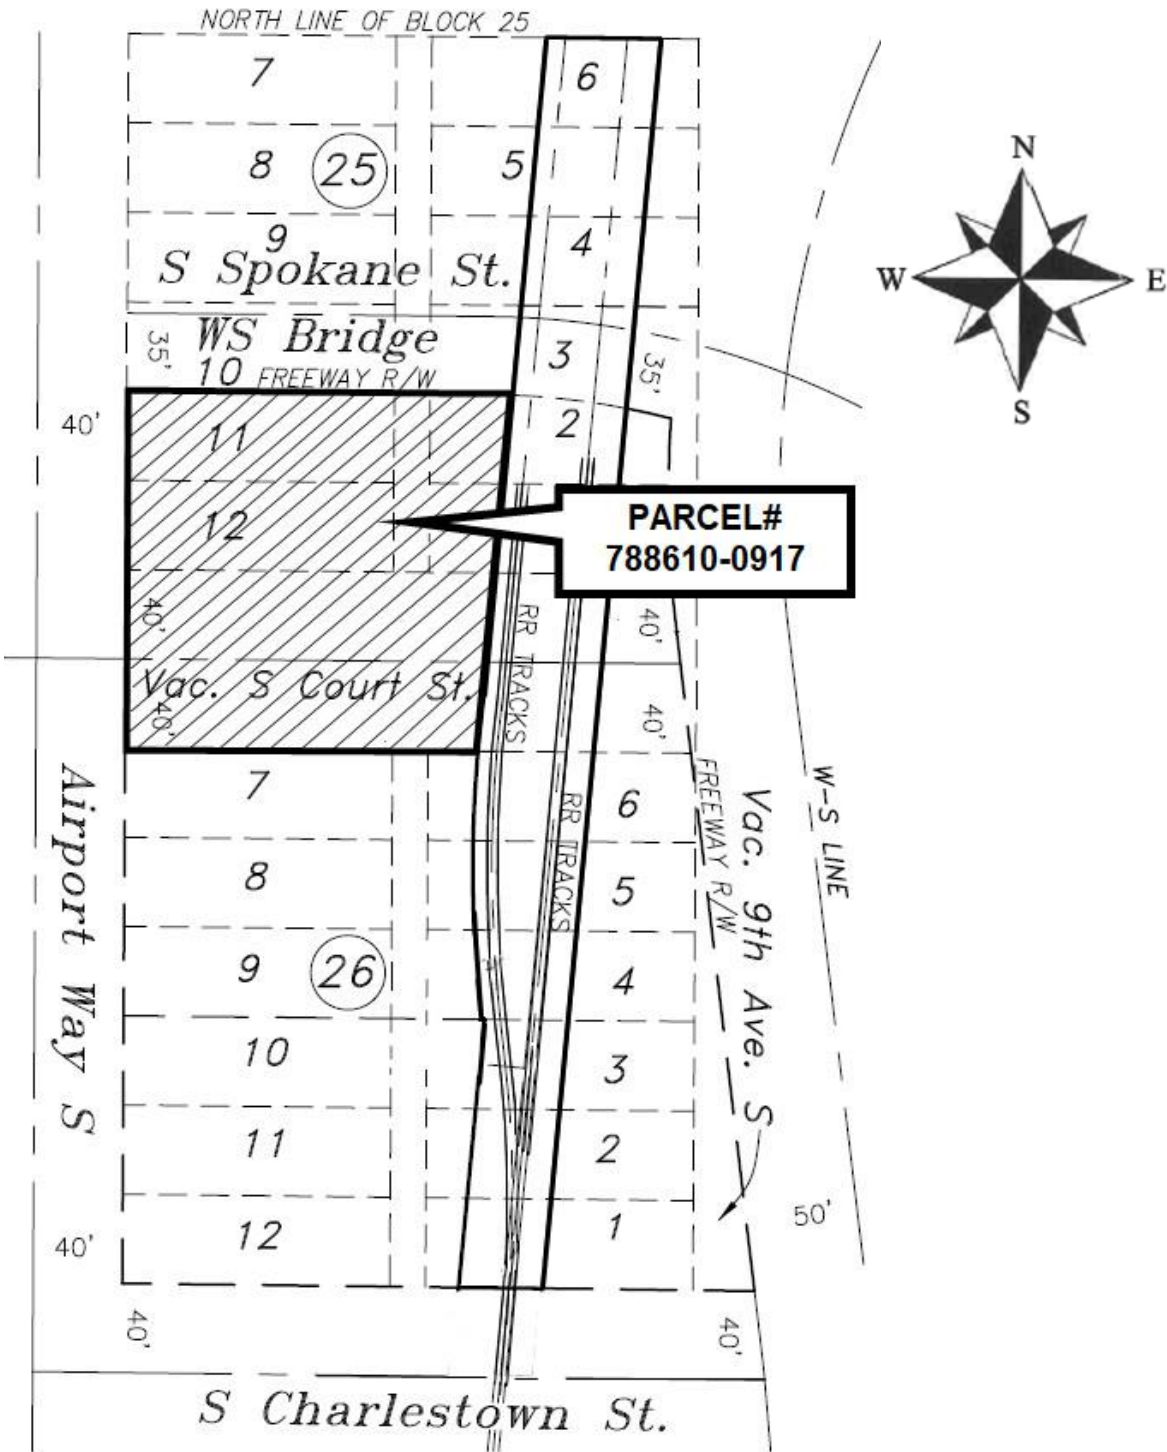 NORTH LINE OF BLOCK 25
7
6
N
8
25
5
9
4
W
E
S Spokane St.
WS Bridge
35'
3
35'
10 FREEWAY R/W
S
40'
11
2
PARCEL#
788610-0917
12
40'
RR TRACKS
40'
Vac. S Court St.
40'
40'
Airport Way S
7
RR TRACKS
6
FREEWAY R/W
Vac. 9th Ave. S
W-S LINE
8
5
9
26
4
10
3
11
2
40'
12
1
50'
40'
40'
S Charlestown St.